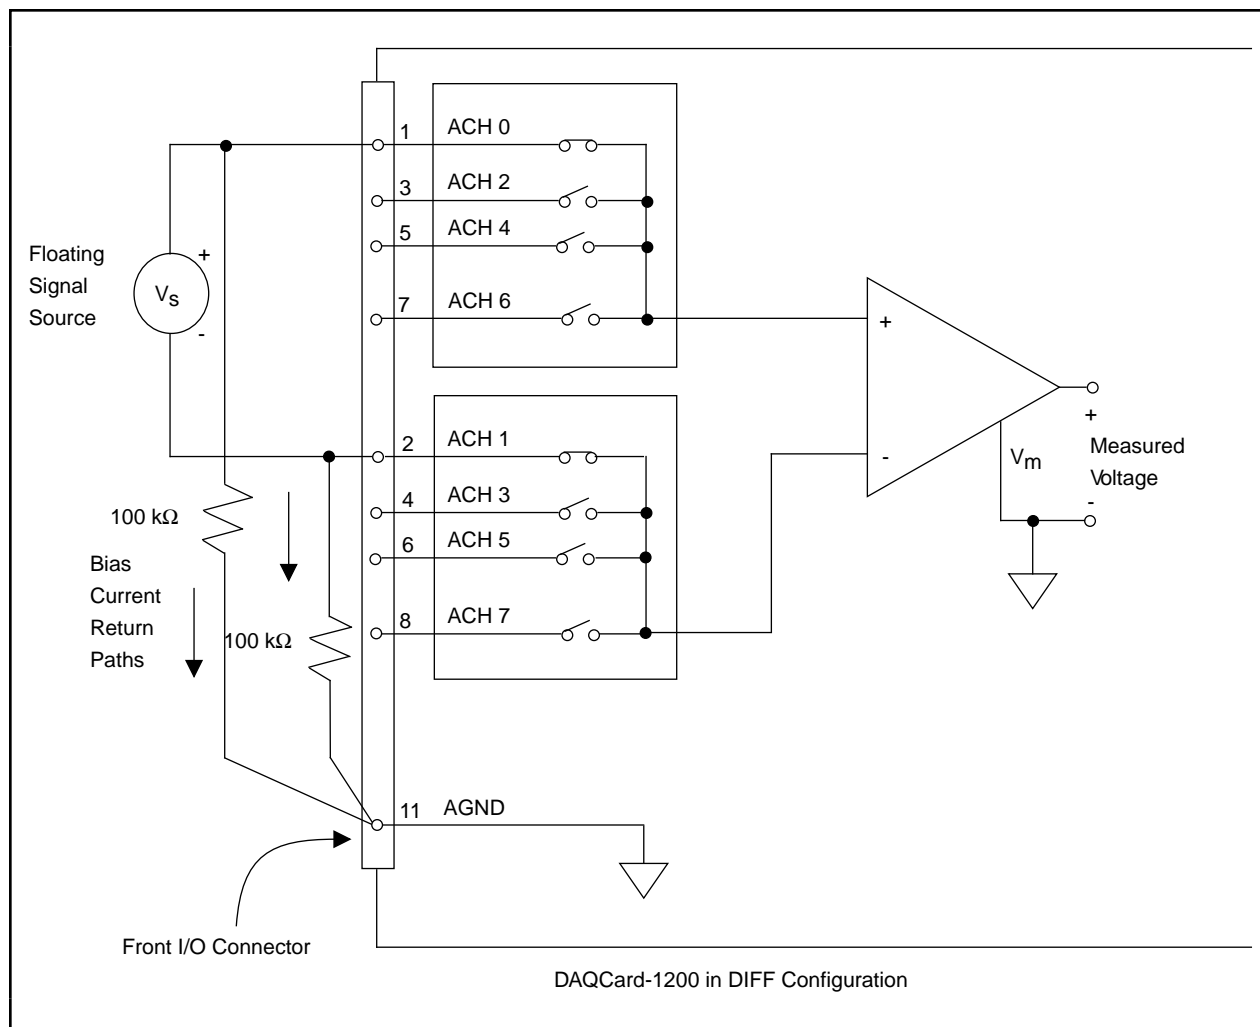 1 ACH 0
3 ACH 2
5 ACH 4
7 ACH 6
Floating
Signal
Source
+
Vs
-
+
-
+
Vm
Measured
Voltage
-
2 ACH 1
4 ACH 3
6 ACH 5
8 ACH 7
100 kΩ
Bias
Current
Return
Paths
100 kΩ
11 AGND
Front I/O Connector
DAQCard-1200 in DIFF Configuration